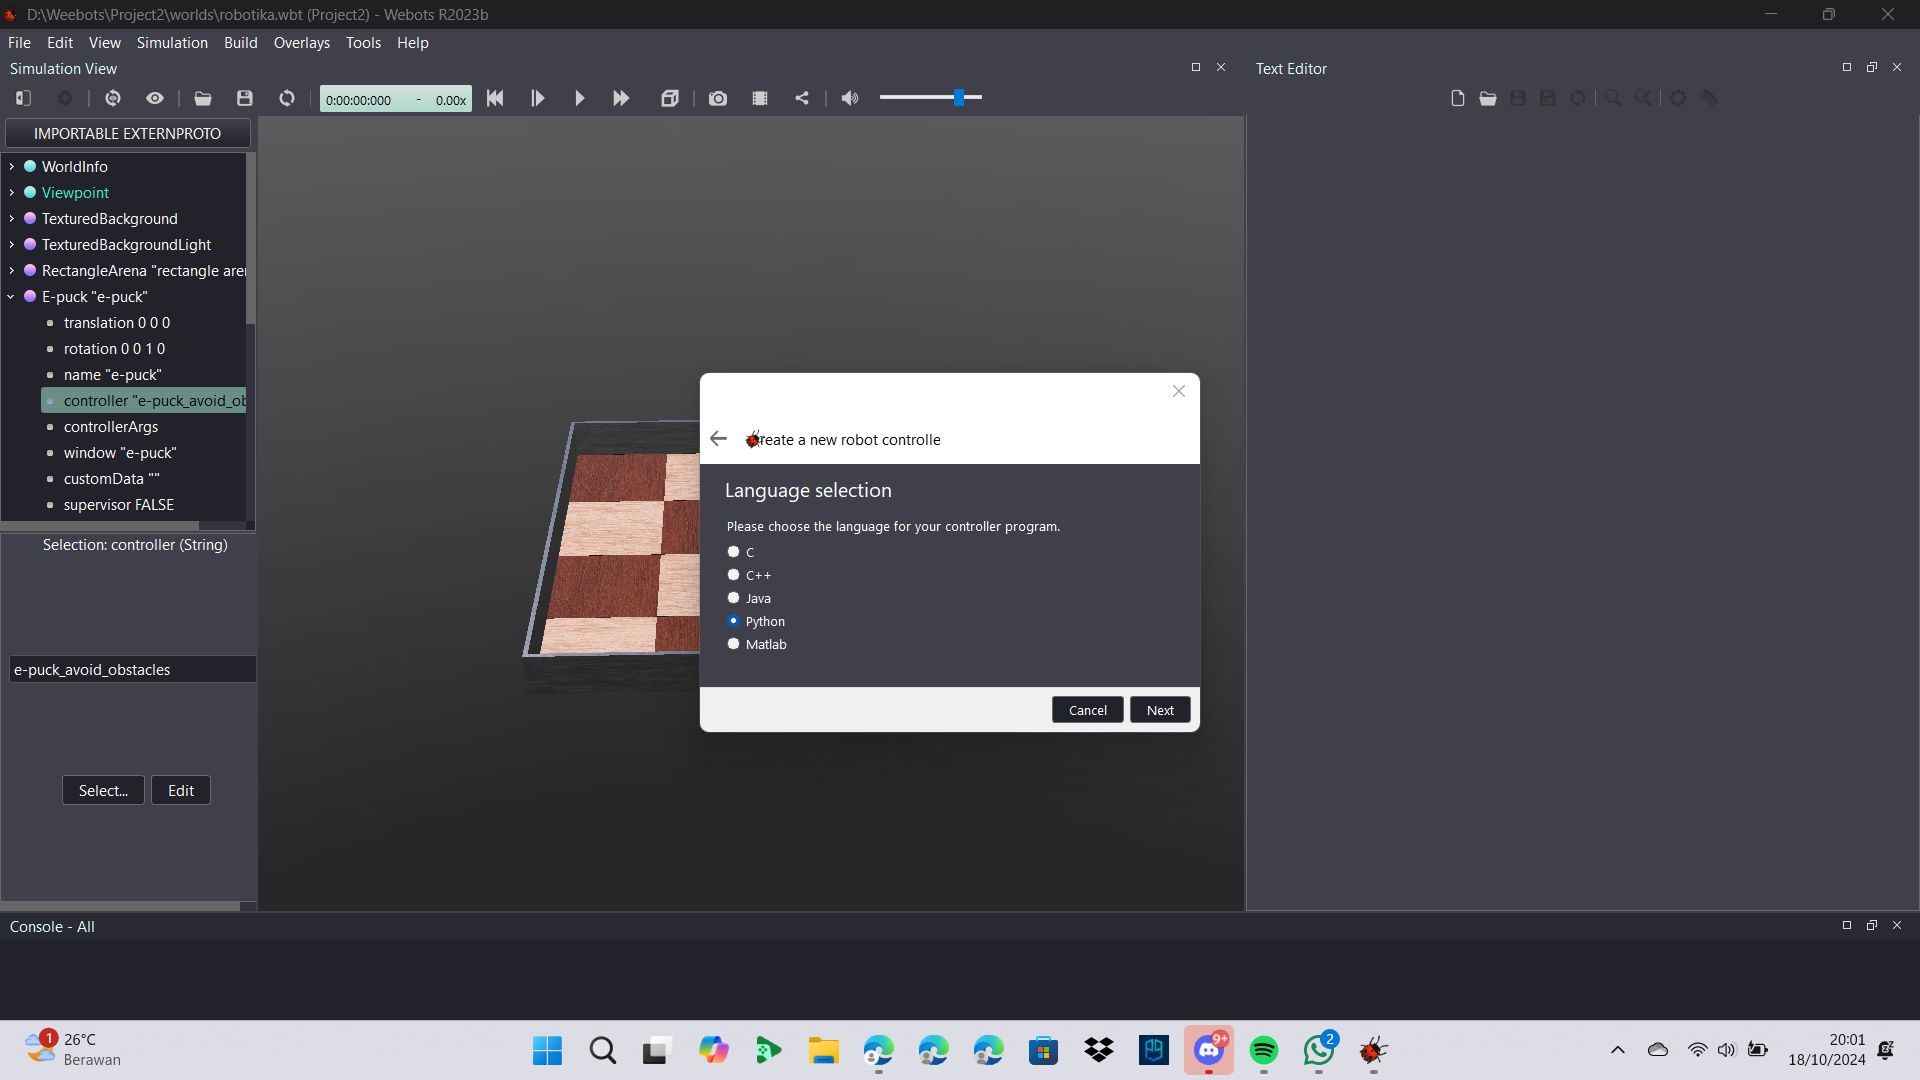 D:\Weebots\Project2\worlds\robotika.wbt (Project2) - Webots R2023b
File Edit View Simulation Build Overlays Tools Help
Simulation View
Text Editor
0:00:00:000 - 0.00x
IMPORTABLE EXTERNPROTO
WorldInfo
Viewpoint
TexturedBackground
TexturedBackgroundLight
RectangleArena "rectangle are
E-puck "e-puck"
translation 0 0 0
rotation 0 0 1 0
name "e-puck"
controller "e-puck_avoid_ob
controllerArgs
window "e-puck"
customData ""
supervisor FALSE
Selection: controller (String)
e-puck_avoid_obstacles
Select...
Edit
reate a new robot controlle
Language selection
Please choose the language for your controller program.
C
C++
Java
Python
Matlab
Cancel
Next
Console - All
1
26°C
Berawan
9+
2
20:01
18/10/2024